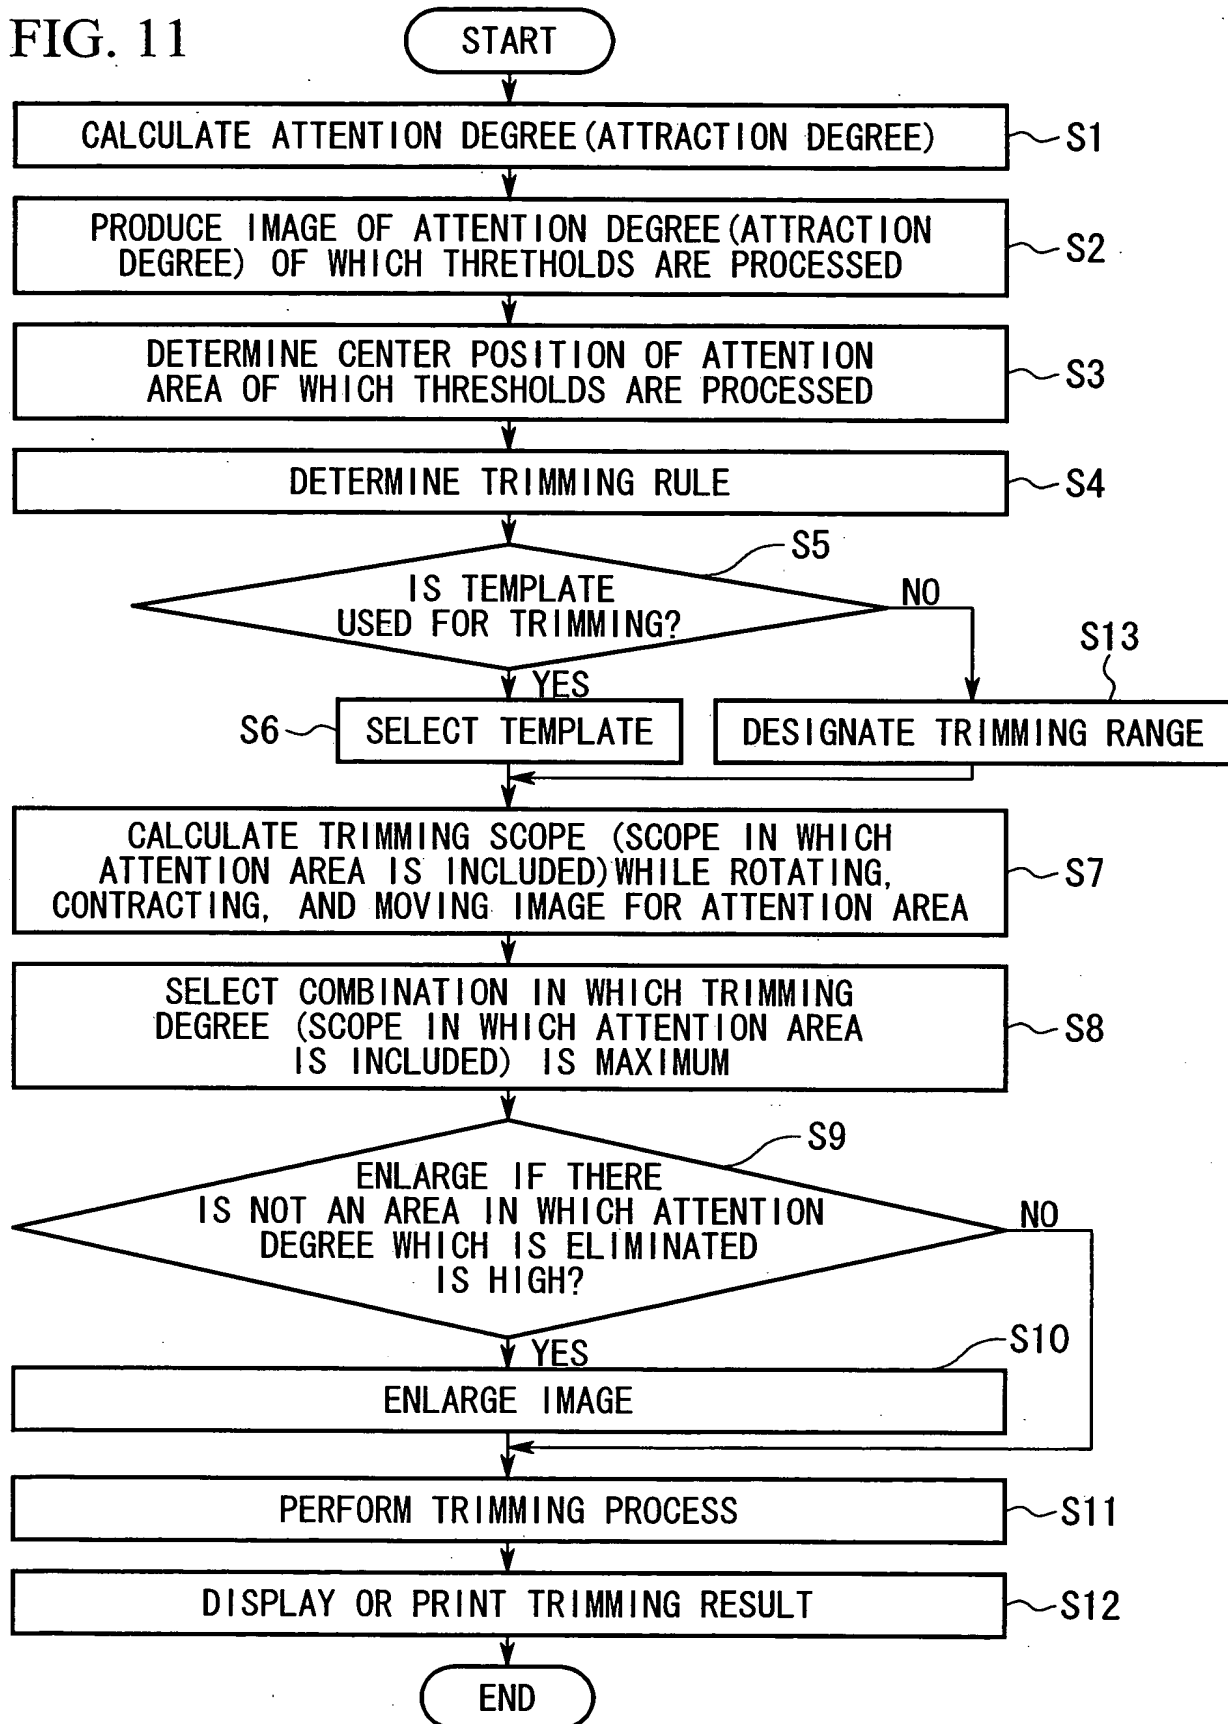 FIG. 11
START
CALCULATE ATTENTION DEGREE(ATTRACTION DEGREE)
S1
PRODUCE IMAGE OF ATTENTION DEGREE(ATTRACTION
DEGREE) OF WHICH THRETHOLDS ARE PROCESSED
S2
DETERMINE CENTER POSITION OF ATTENTION
AREA OF WHICH THRESHOLDS ARE PROCESSED
S3
DETERMINE TRIMMING RULE
S4
S5
IS TEMPLATE
USED FOR TRIMMING?
NO
YES
S13
S6
SELECT TEMPLATE
DESIGNATE TRIMMING RANGE
CALCULATE TRIMMING SCOPE (SCOPE IN WHICH
ATTENTION AREA IS INCLUDED)WHILE ROTATING,
CONTRACTING, AND MOVING IMAGE FOR ATTENTION AREA
S7
SELECT COMBINATION IN WHICH TRIMMING
DEGREE (SCOPE IN WHICH ATTENTION AREA
IS INCLUDED) IS MAXIMUM
S8
S9
ENLARGE IF THERE
IS NOT AN AREA IN WHICH ATTENTION
DEGREE WHICH IS ELIMINATED
IS HIGH?
NO
YES
S10
ENLARGE IMAGE
PERFORM TRIMMING PROCESS
S11
DISPLAY OR PRINT TRIMMING RESULT
S12
END